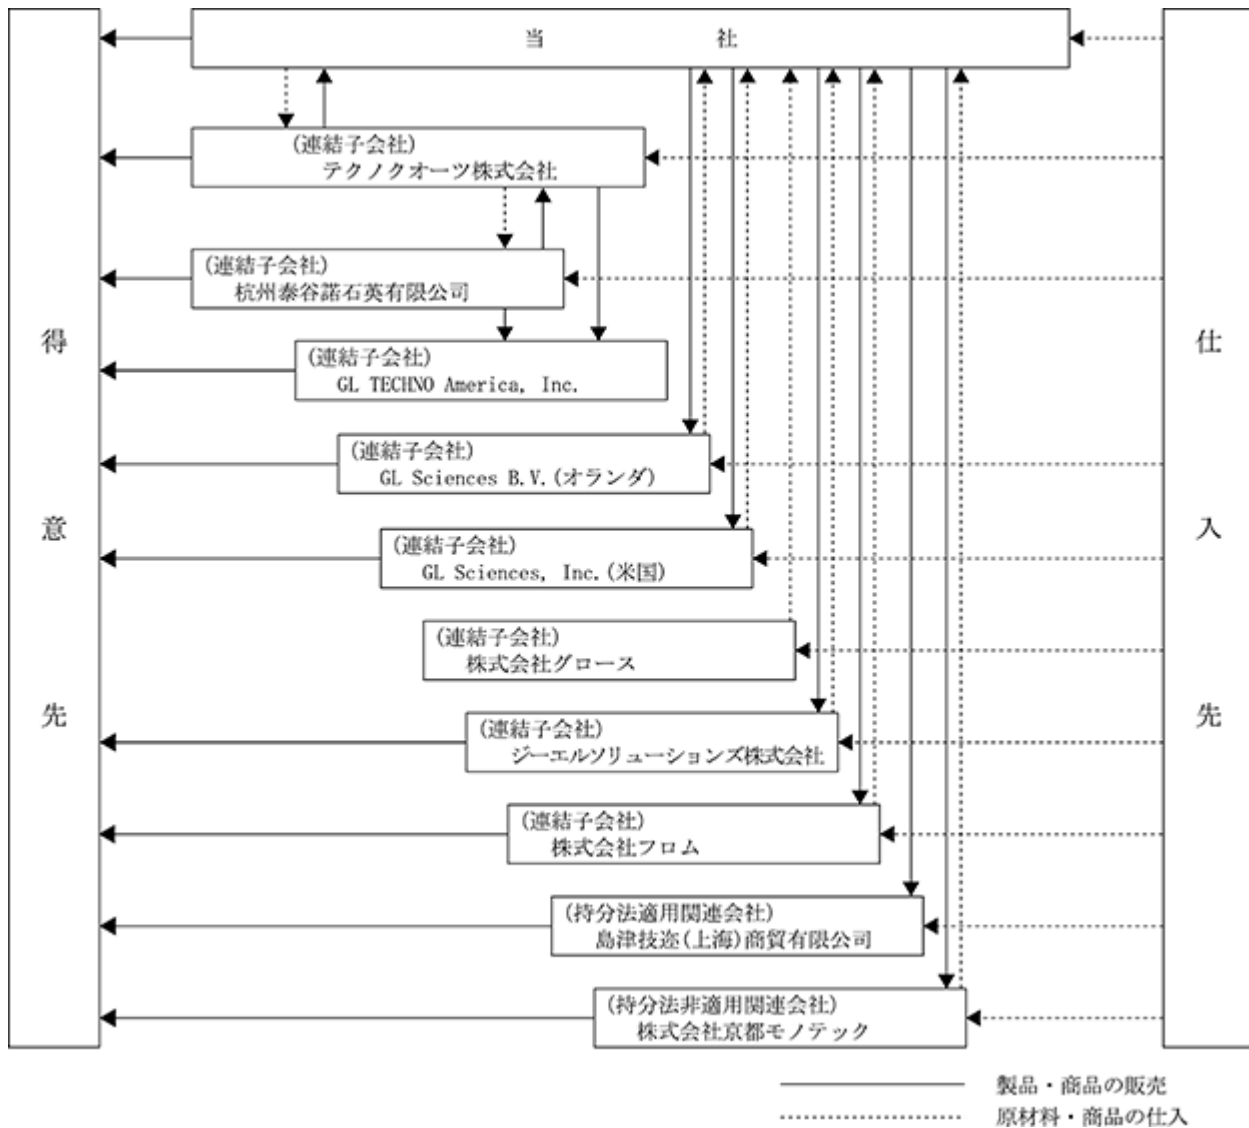 当社
(連結子会社)
テクノクオーツ株式会社
(連結子会社)
杭州泰谷諾石英有限公司
(連結子会社)
GL TECHNO America, Inc.
(連結子会社)
GL Sciences B.V.(オランダ)
(連結子会社)
GL Sciences, Inc.(米国)
(連結子会社)
株式会社グロース
(連結子会社)
ジーエルソリューションズ株式会社
(連結子会社)
株式会社フロム
(持分法適用関連会社)
島津技迩(上海)商貿有限公司
(持分法非適用関連会社)
株式会社京都モノテック
得意先
仕入先
製品・商品の販売
原材料・商品の仕入